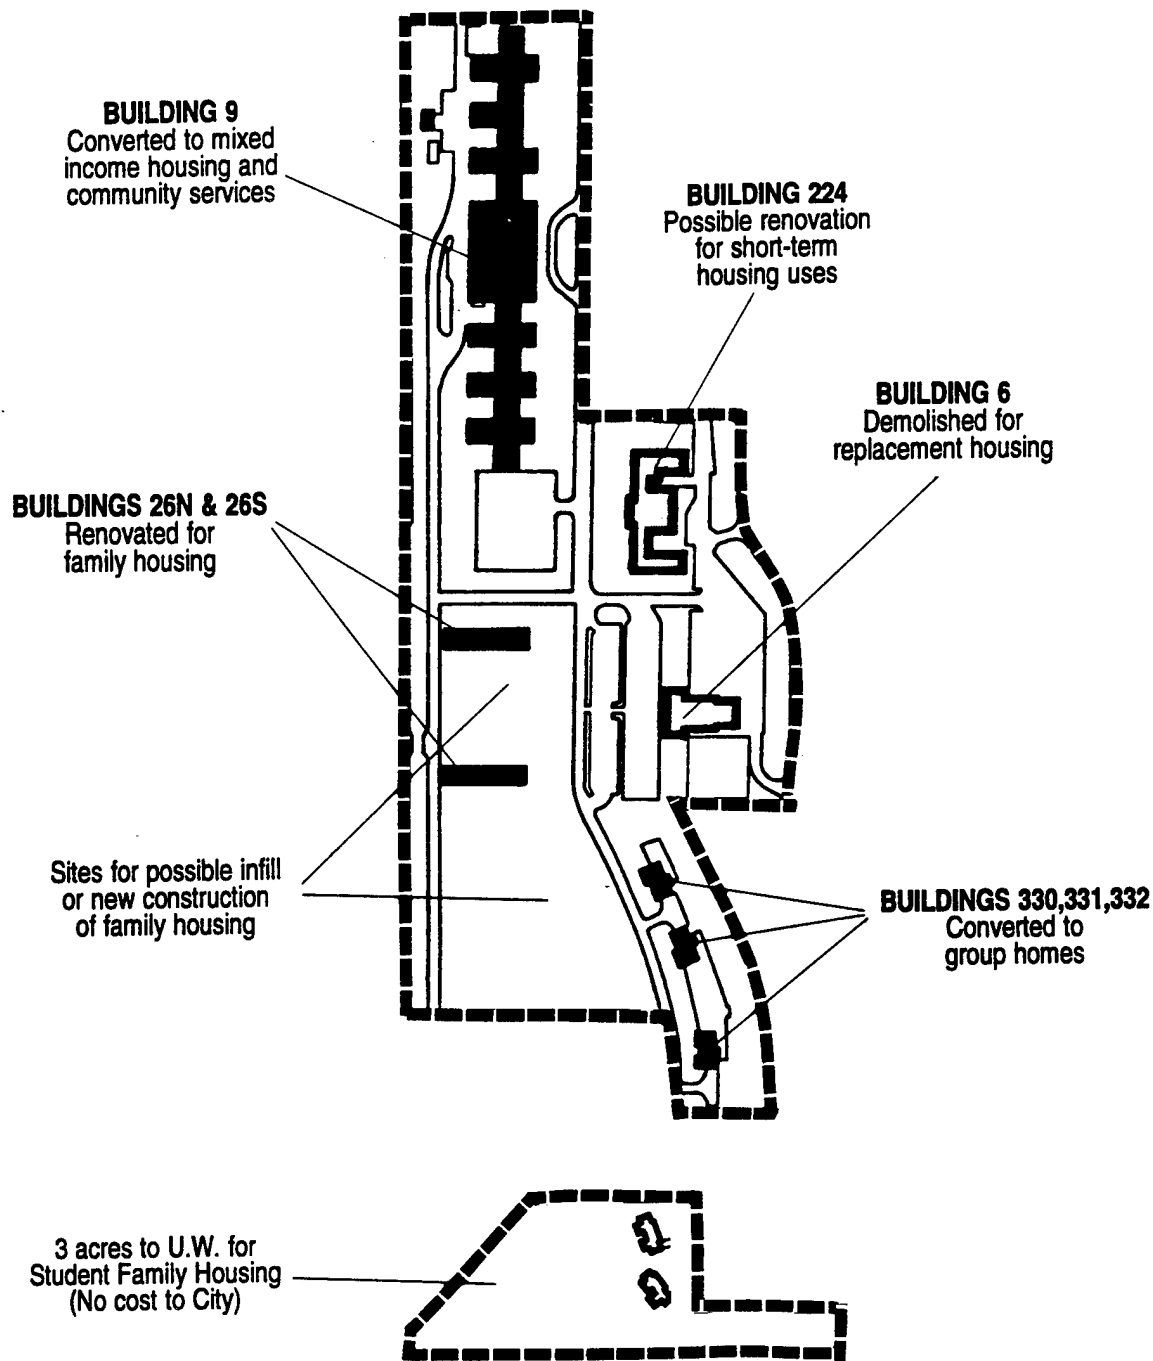 BUILDING 9
Converted to mixed
income housing and
community services
BUILDING 224
Possible renovation
for short-term
housing uses
BUILDING 6
Demolished for
replacement housing
BUILDINGS 26N & 26S
Renovated for
family housing
Sites for possible infill
or new construction
of family housing
BUILDINGS 330,331,332
Converted to
group homes
3 acres to U.W. for
Student Family Housing
(No cost to City)